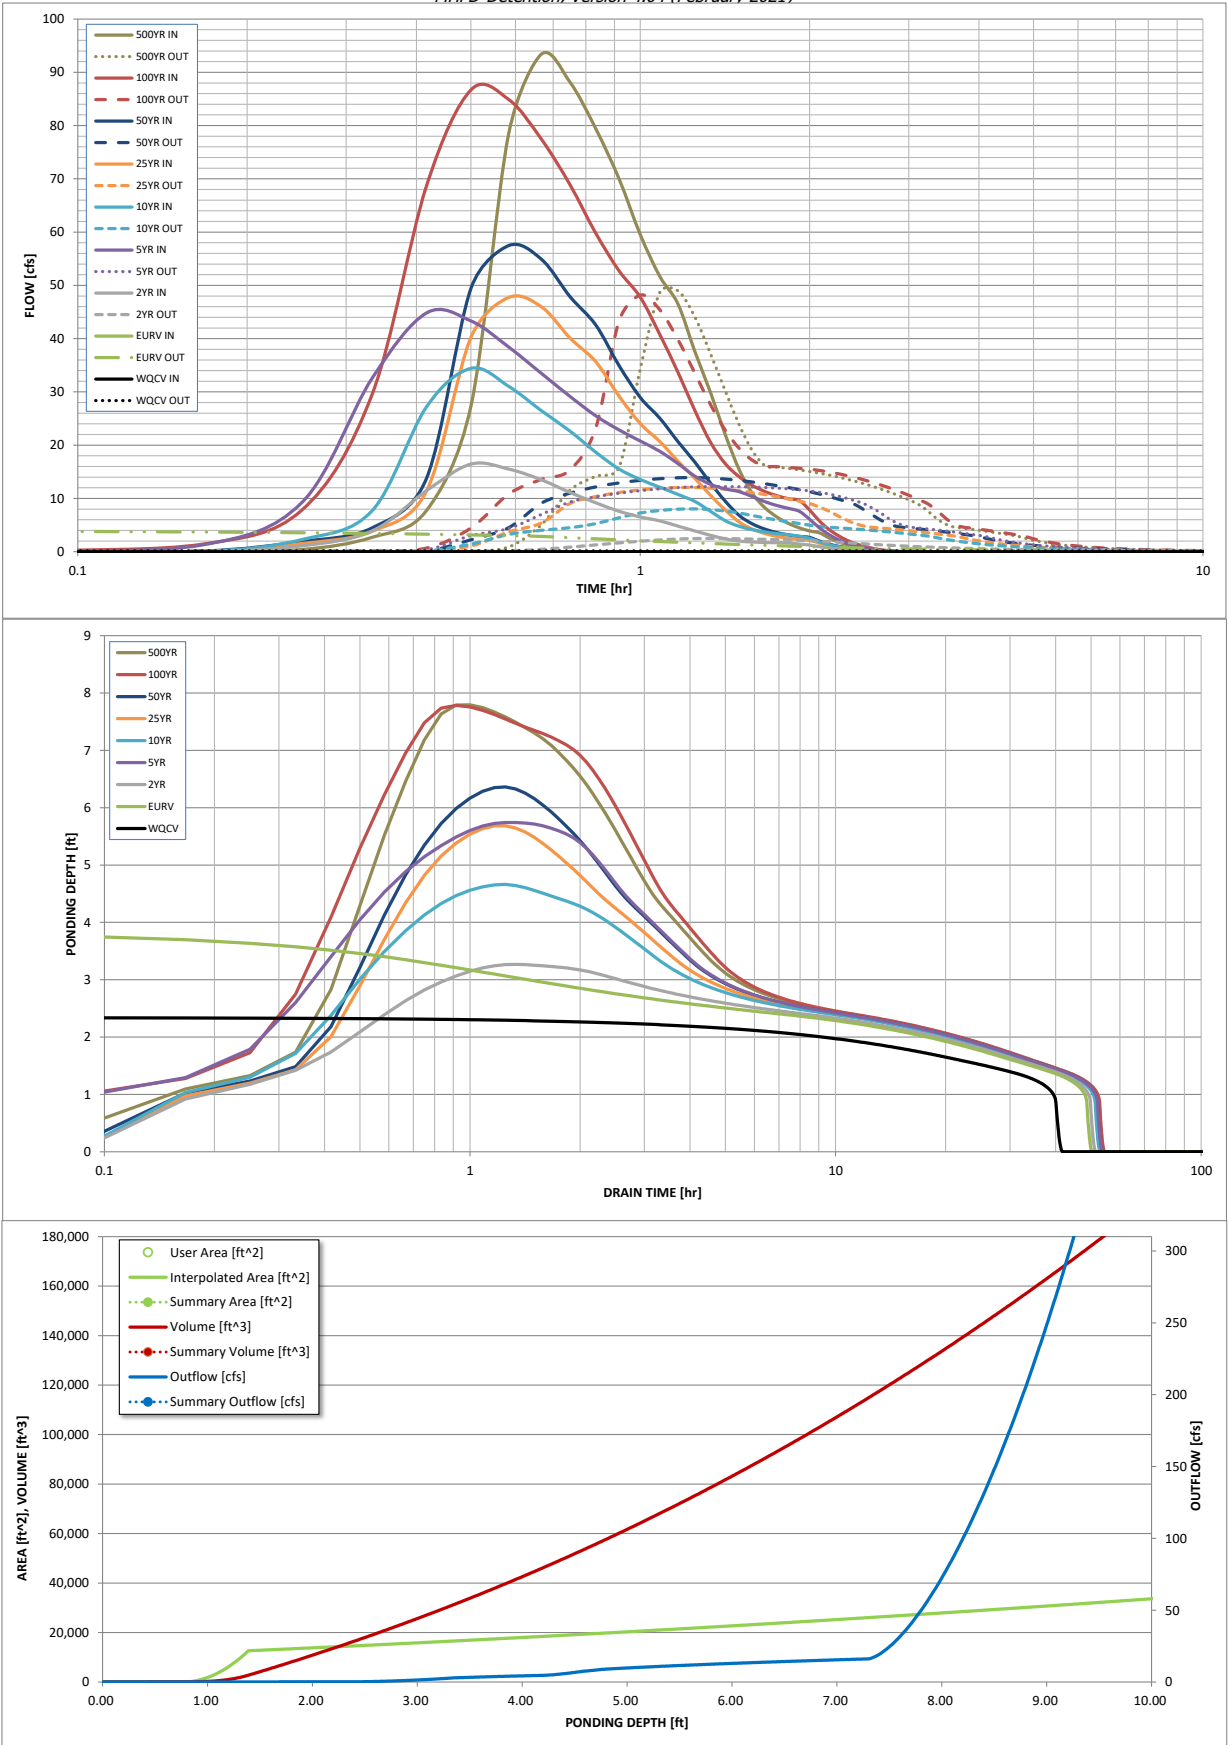 MHFD-Detention, Version 4.04 (February 2021)
100
90
80
70
60
50
40
30
20
10
0
FLOW [cfs]
500YR IN
500YR OUT
100YR IN
100YR OUT
50YR IN
50YR OUT
25YR IN
25YR OUT
10YR IN
10YR OUT
5YR IN
5YR OUT
2YR IN
2YR OUT
EURV IN
EURV OUT
WQCV IN
WQCV OUT
0.1
1
10
TIME [hr]
9
8
7
6
5
4
3
2
1
0
PONDING DEPTH [ft]
500YR
100YR
50YR
25YR
10YR
5YR
2YR
EURV
WQCV
0.1
1
10
100
DRAIN TIME [hr]
180,000
160,000
140,000
120,000
100,000
80,000
60,000
40,000
20,000
0
AREA [ft^2], VOLUME [ft^3]
User Area [ft^2]
Interpolated Area [ft^2]
Summary Area [ft^2]
Volume [ft^3]
Summary Volume [ft^3]
Outflow [cfs]
Summary Outflow [cfs]
300
250
200
150
100
50
0
OUTFLOW [cfs]
0.00
1.00
2.00
3.00
4.00
5.00
6.00
7.00
8.00
9.00
10.00
PONDING DEPTH [ft]